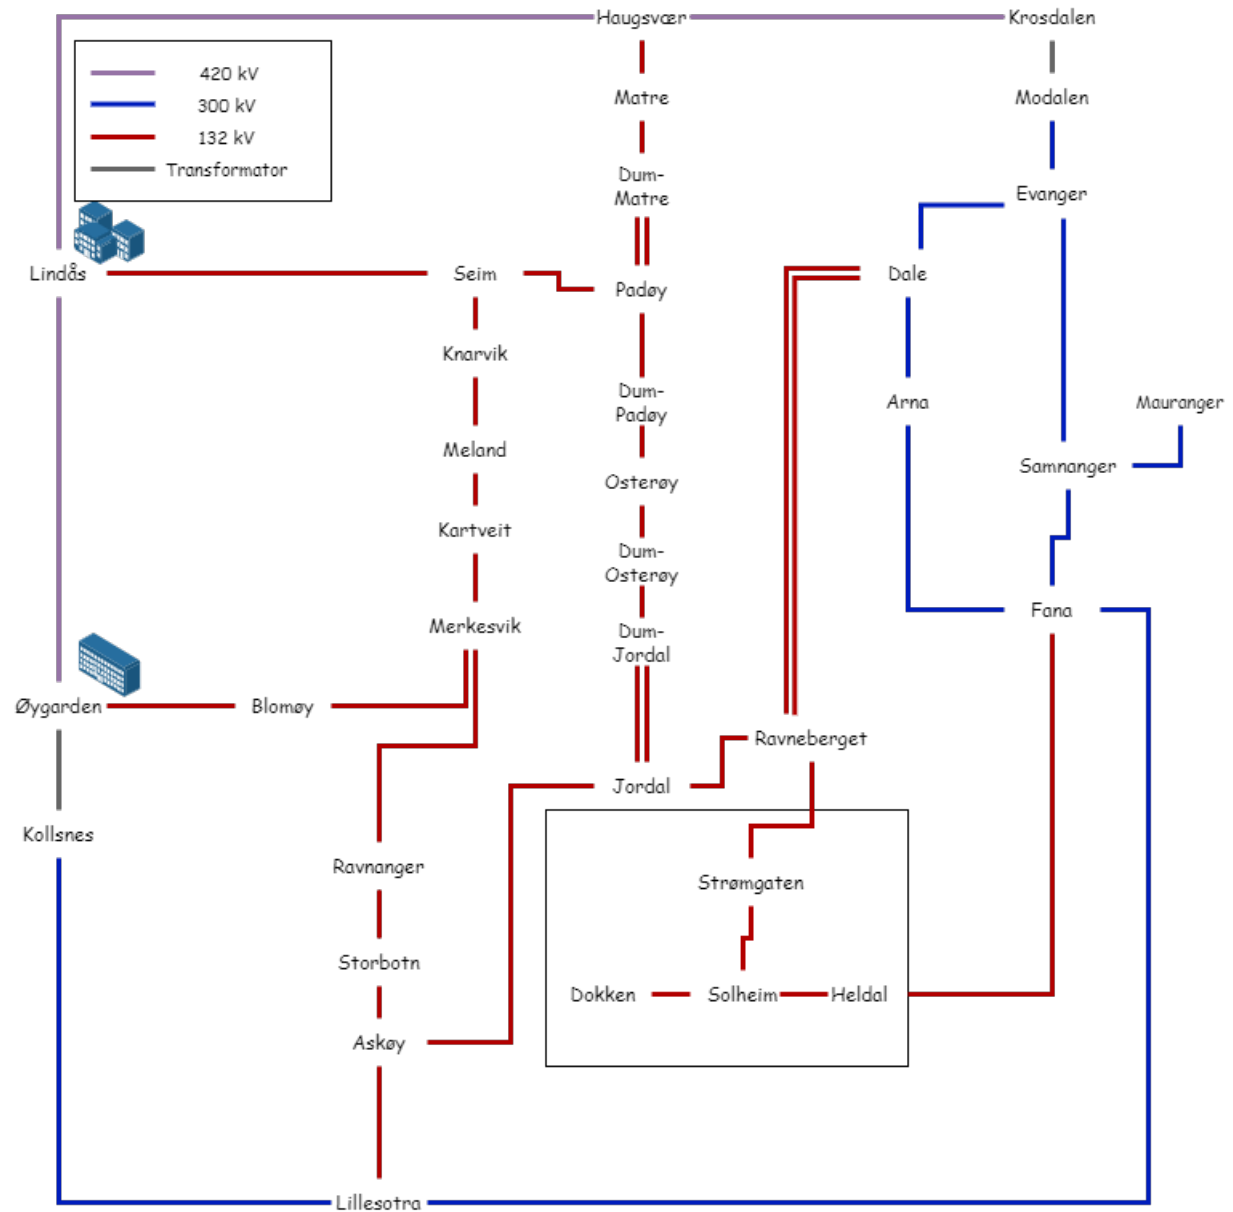 Haugsvær
Krosdalen
420 kV
300 kV
132 kV
Transformator
Matre
Modalen
Dum-
Matre
Evanger
Lindås
Seim
Padøy
Dale
Knarvik
Dum-
Padøy
Arna
Mauranger
Meland
Osterøy
Samnanger
Kartveit
Dum-
Osterøy
Fana
Merkesvik
Dum-
Jordal
Øygarden
Blomøy
Ravneberget
Jordal
Kollsnes
Ravnanger
Strømgaten
Storbotn
Dokken
Solheim
Heldal
Askøy
Lillesotra